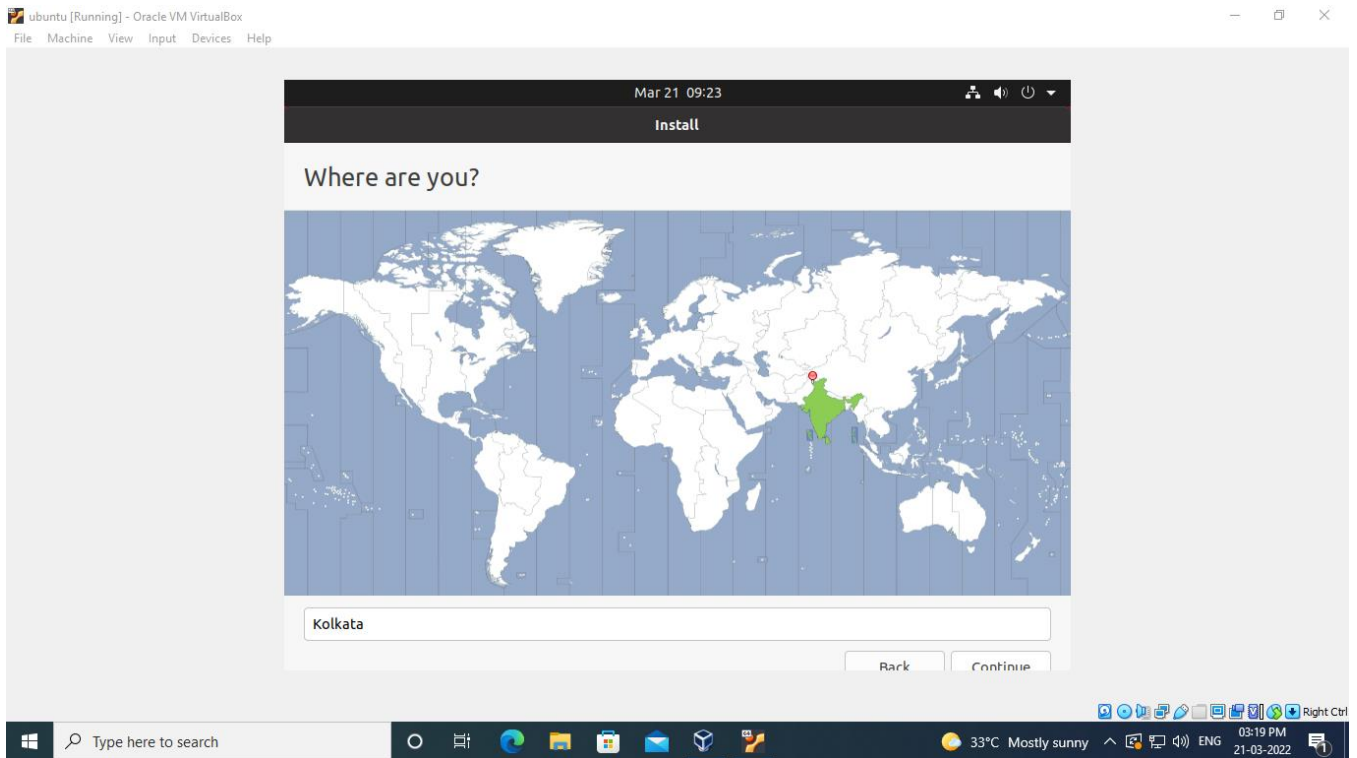 ubuntu [Running] - Oracle VM VirtualBox
File Machine View Input Devices Help
Mar 21 09:23
Install
Where are you?
Kolkata
Back Continue
Right Ctrl
Type here to search
33°C Mostly sunny
ENG
03:19 PM
21-03-2022
1